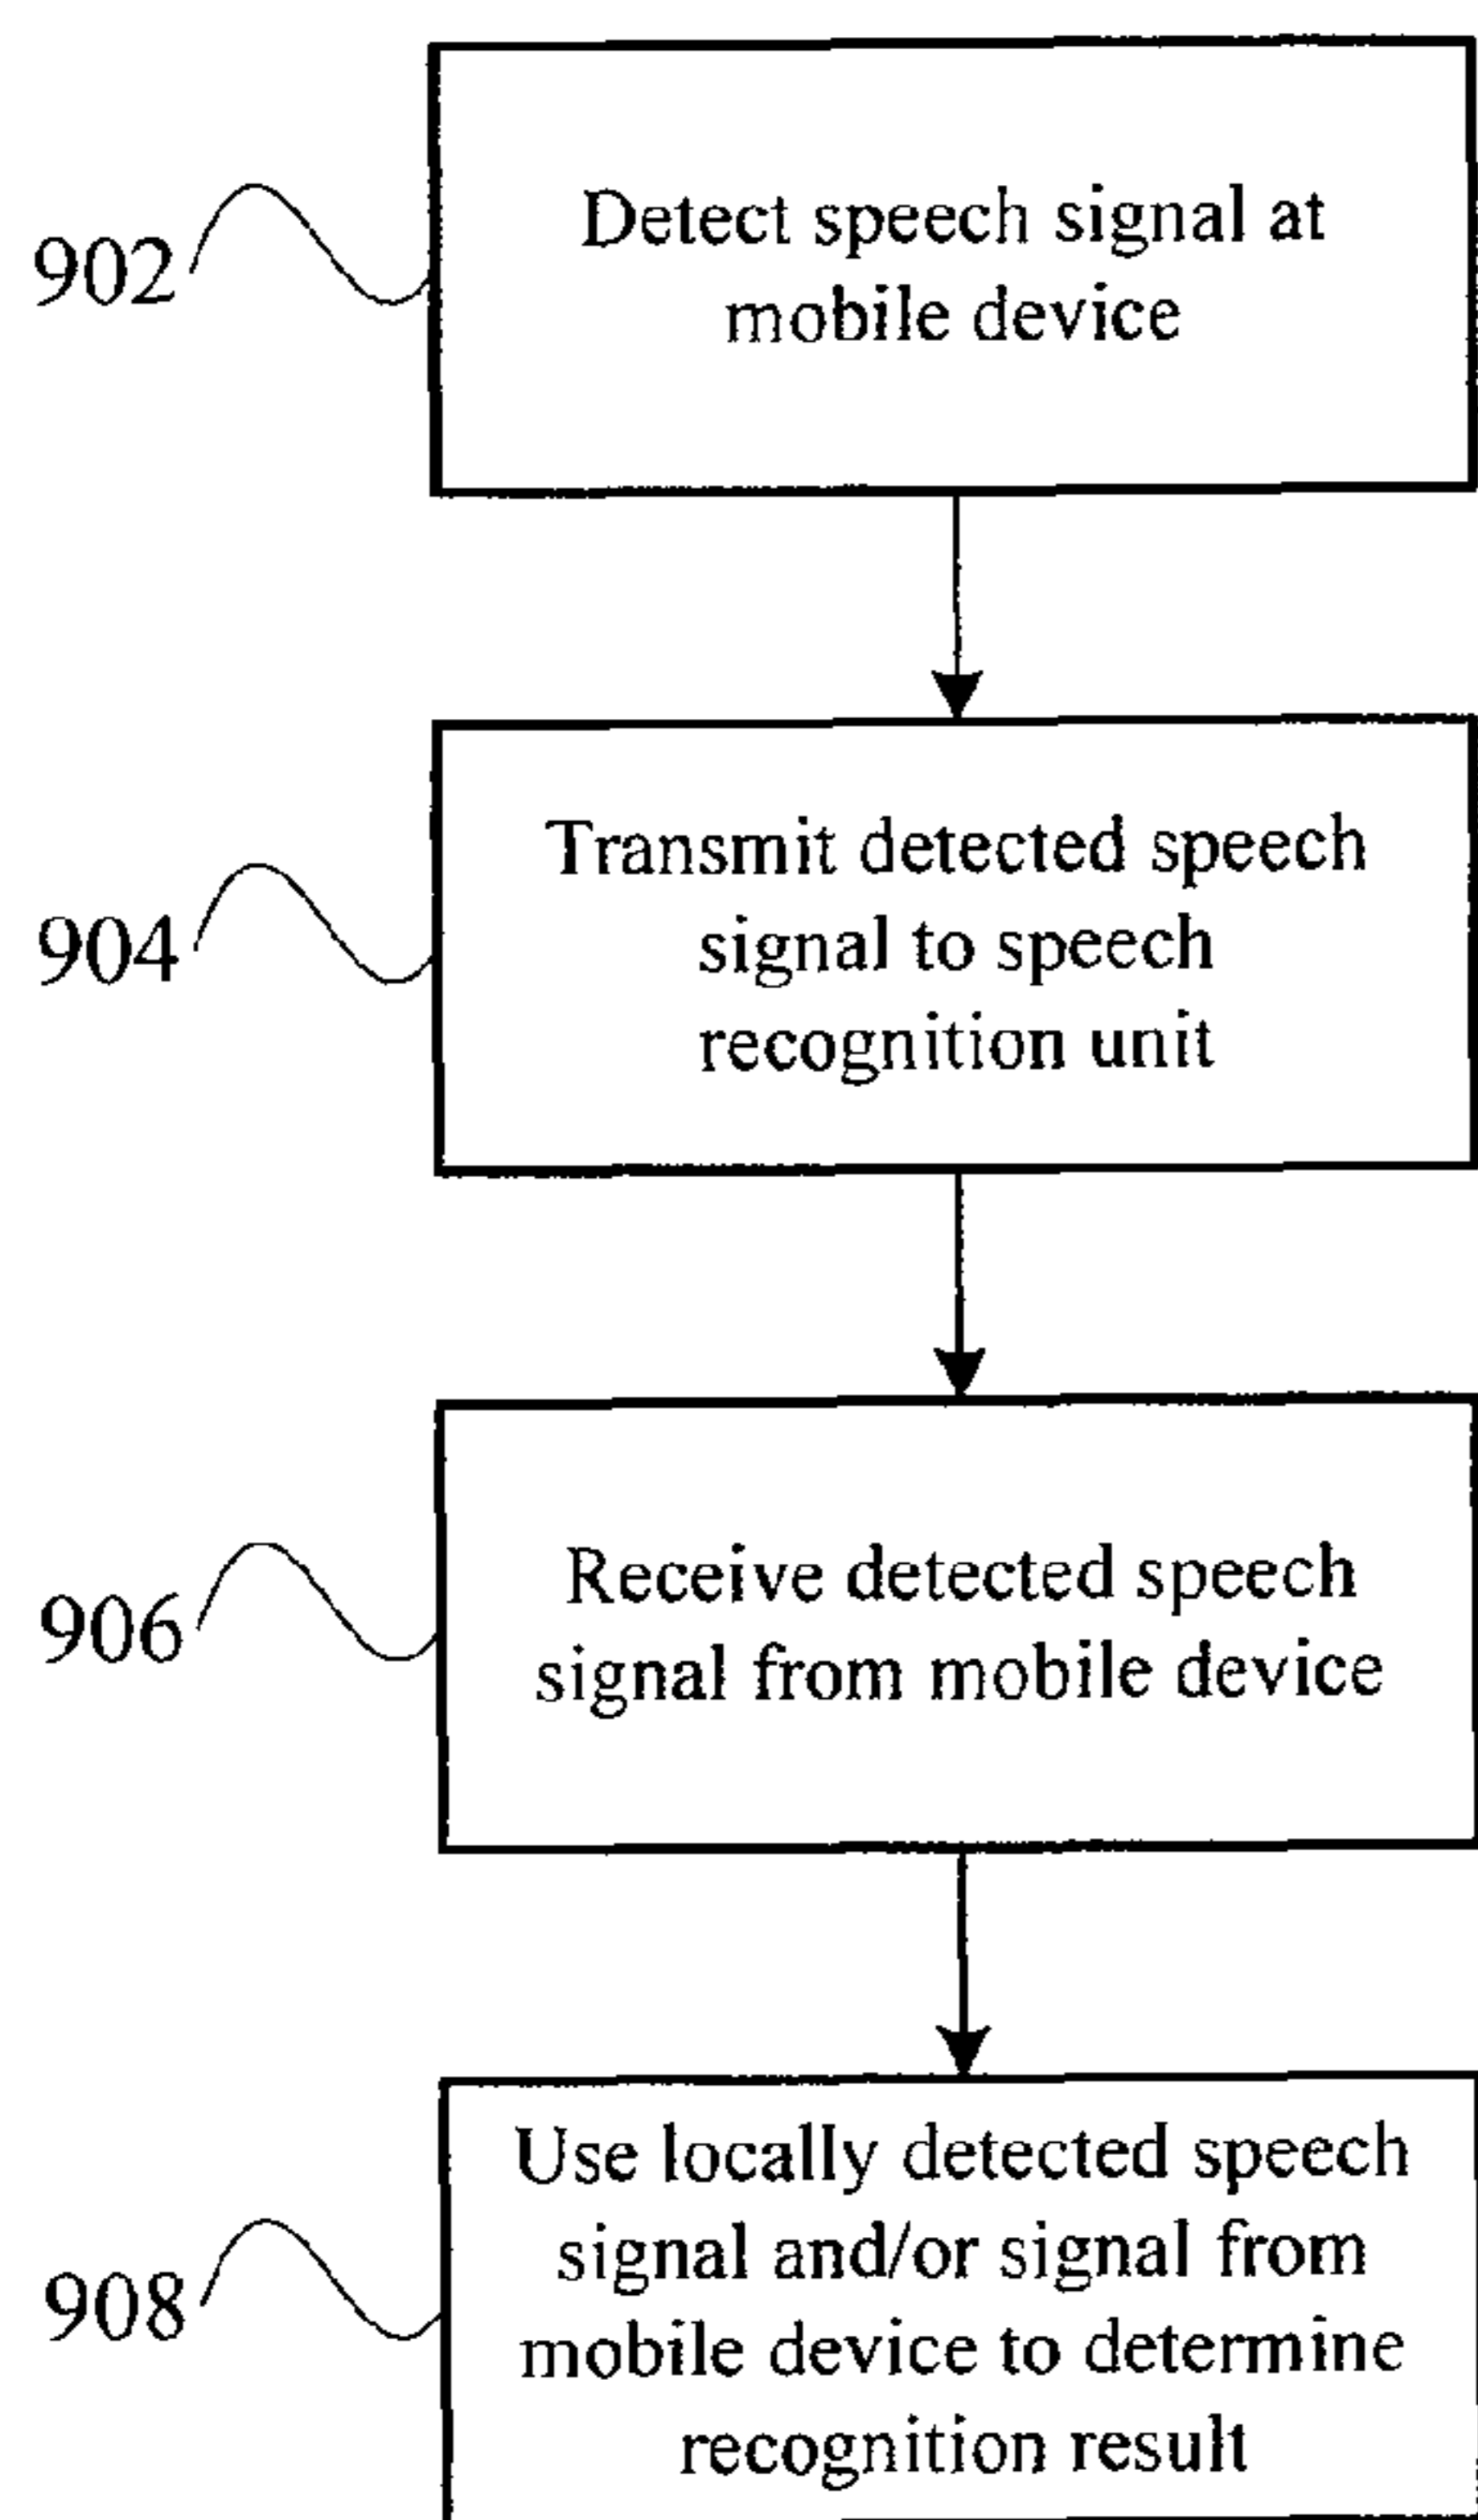 902
Detect speech signal at
mobile device
904
Transmit detected speech
signal to speech
recognition unit
906
Receive detected speech
signal from mobile device
908
Use locally detected speech
signal and/or signal from
mobile device to determine
recognition result